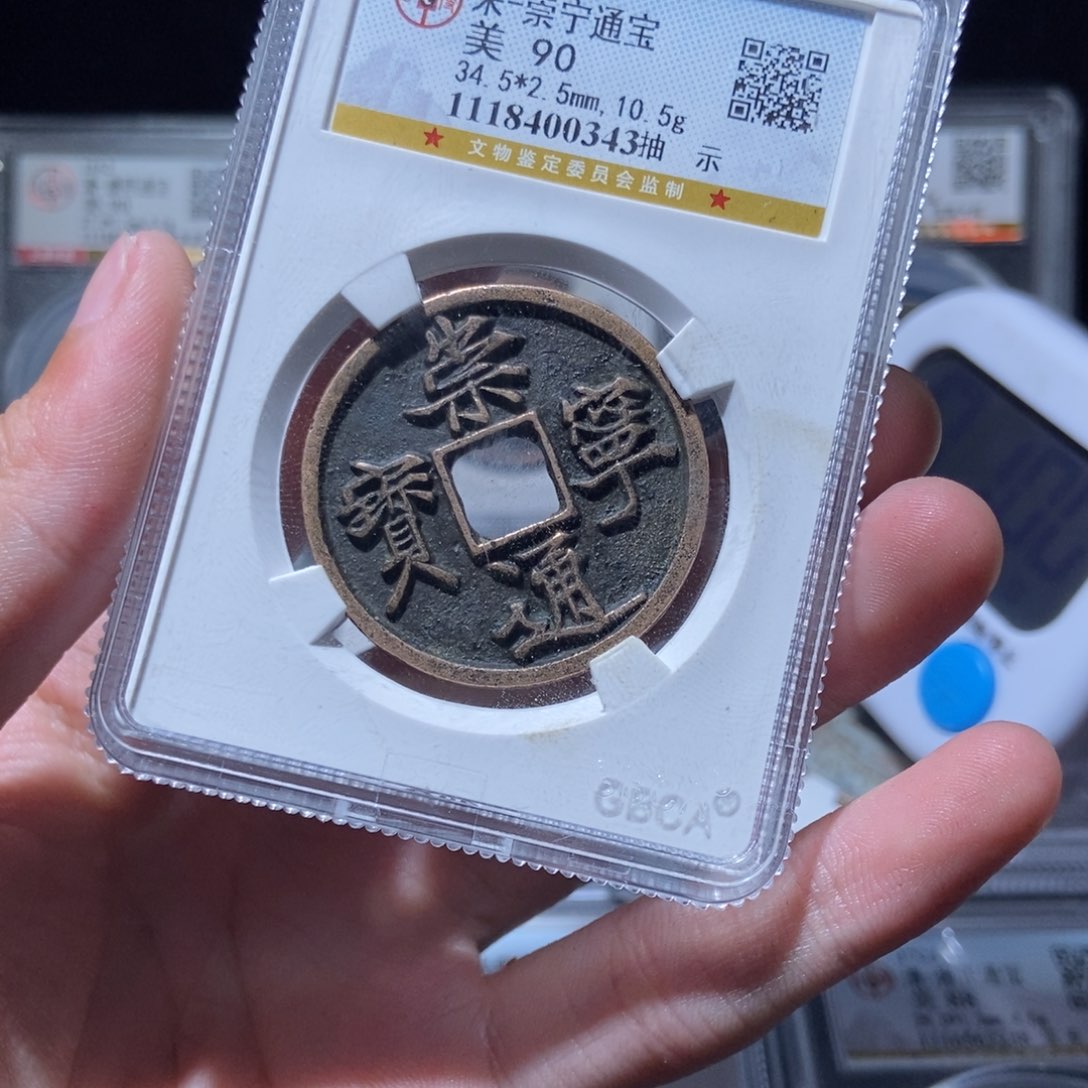 宋-崇宁通宝
美 90
34.5*2.5mm, 10.5g
1118400343抽 示
★ 文物鉴定委员会监制 ★
崇寧通寳
GBCA